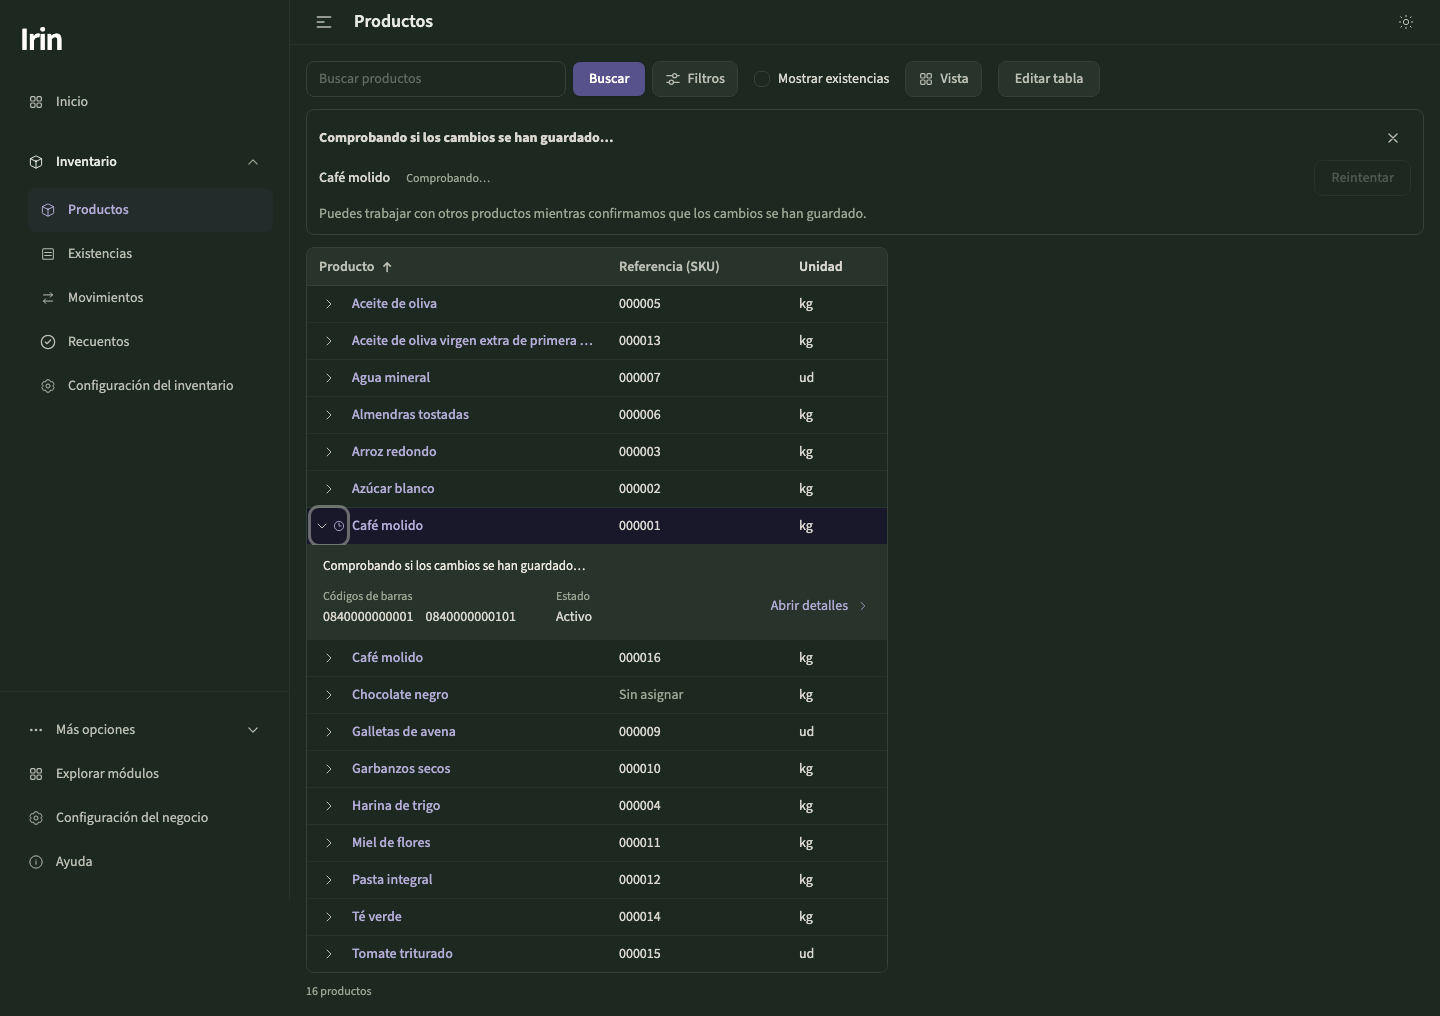 Irin
Inicio
Inventario
Productos
Existencias
Movimientos
Recuentos
Configuración del inventario
Más opciones
Explorar módulos
Configuración del negocio
Ayuda
Productos
Buscar productos Buscar Filtros Mostrar existencias Vista Editar tabla
Comprobando si los cambios se han guardado…
Café molido Comprobando… Reintentar
Puedes trabajar con otros productos mientras confirmamos que los cambios se han guardado.
Producto Referencia (SKU) Unidad
Aceite de oliva 000005 kg
Aceite de oliva virgen extra de primera … 000013 kg
Agua mineral 000007 ud
Almendras tostadas 000006 kg
Arroz redondo 000003 kg
Azúcar blanco 000002 kg
Café molido 000001 kg
Comprobando si los cambios se han guardado…
Códigos de barras Estado
0840000000001 0840000000101 Activo Abrir detalles
Café molido 000016 kg
Chocolate negro Sin asignar kg
Galletas de avena 000009 ud
Garbanzos secos 000010 kg
Harina de trigo 000004 kg
Miel de flores 000011 kg
Pasta integral 000012 kg
Té verde 000014 kg
Tomate triturado 000015 ud
16 productos